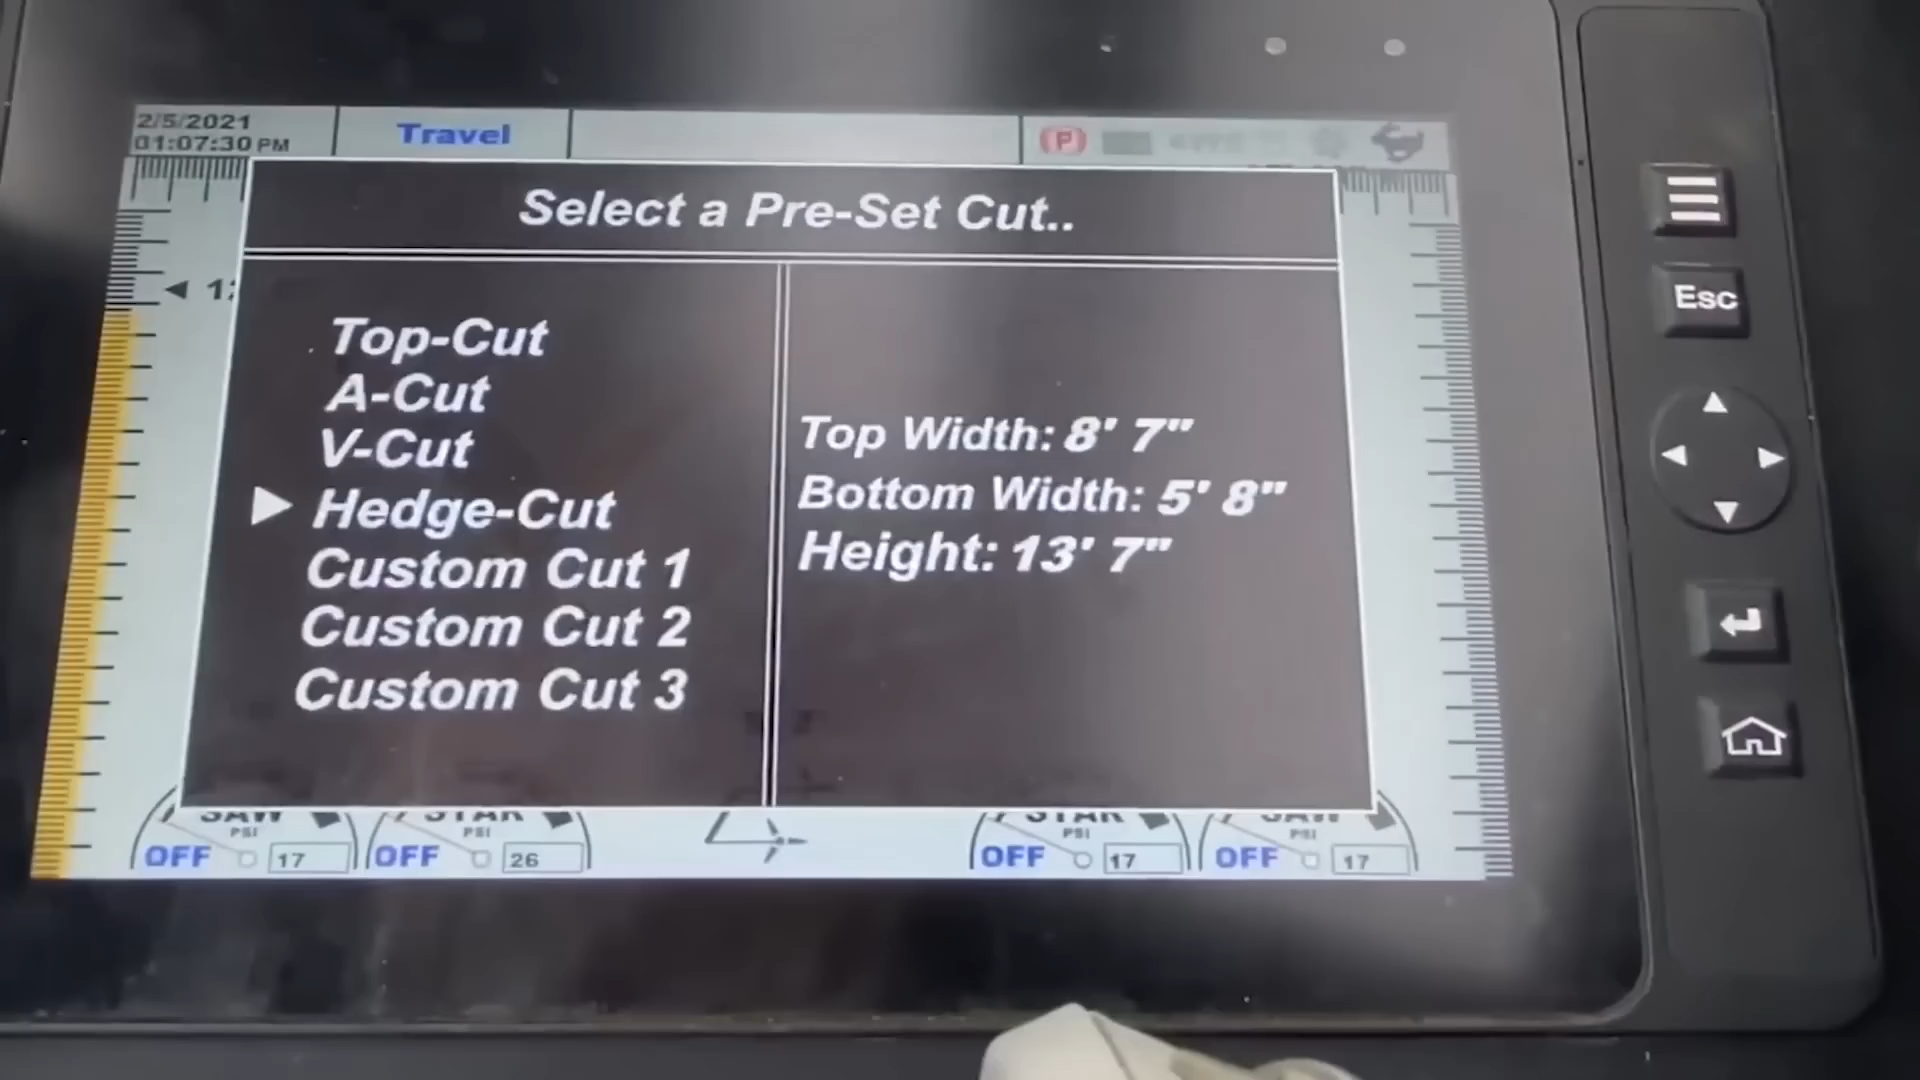 2/5/2021
01:07:30 PM
Travel
(P)
Select a Pre-Set Cut..
Top-Cut
A-Cut
V-Cut
Hedge-Cut
Custom Cut 1
Custom Cut 2
Custom Cut 3
Top Width: 8' 7"
Bottom Width: 5' 8"
Height: 13' 7"
SAW
PSI
OFF
17
STAR
PSI
OFF
26
STAR
PSI
OFF
17
SAW
PSI
OFF
17
Esc